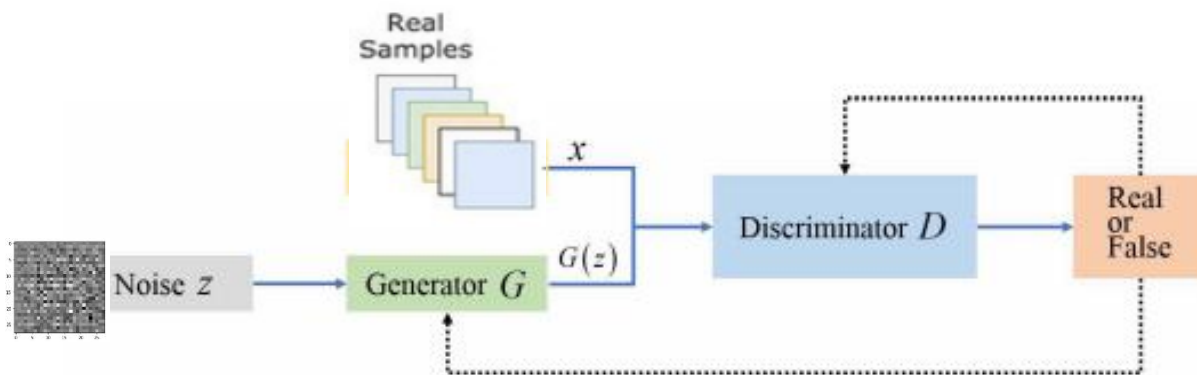 Real
Samples
x
Real
or
False
Discriminator D
G(z)
Noise z
Generator G